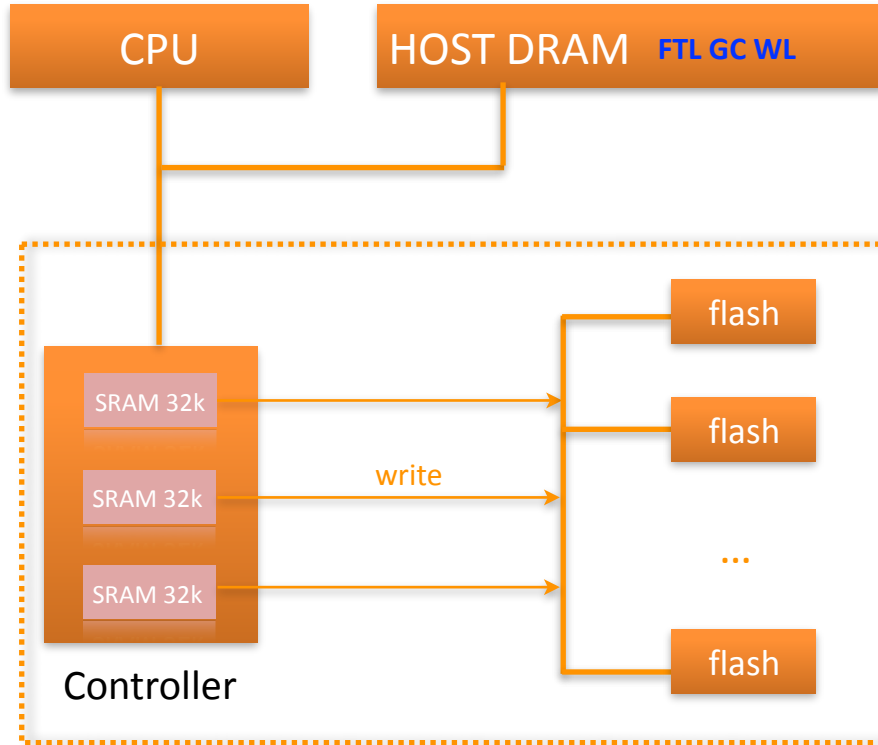 CPU
HOST DRAM FTL GC WL
flash
SRAM 32k
flash
write
SRAM 32k
...
SRAM 32k
flash
Controller